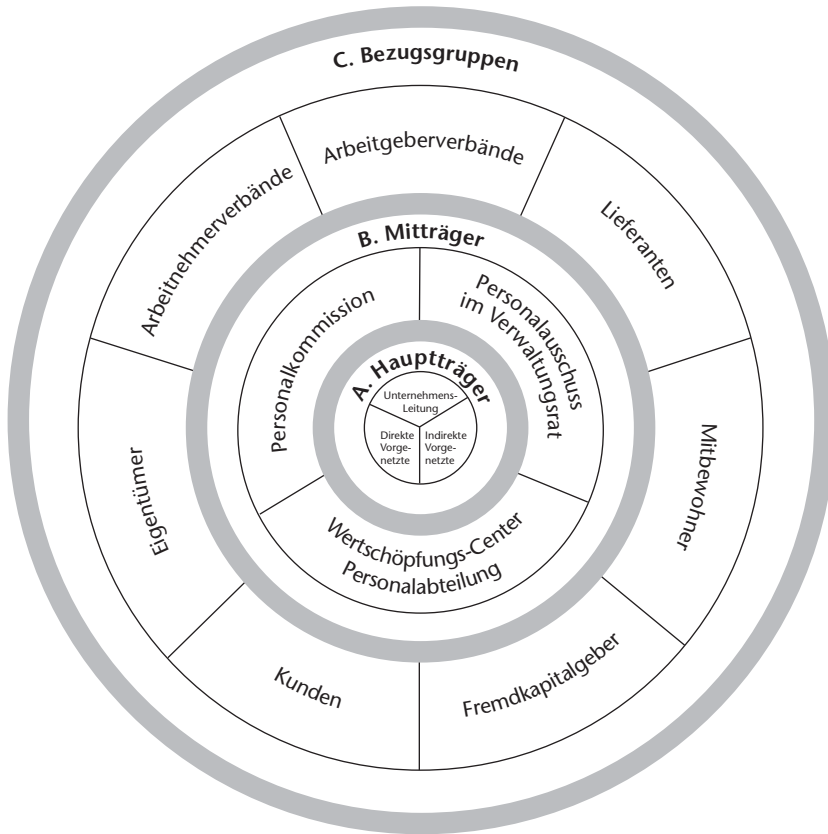 C. Bezugsgruppen
Arbeitgeberverbände
Arbeitnehmerverbände
Lieferanten
B. Mitträger
Personalkommission
Personalausschuss
im Verwaltungsrat
A. Hauptträger
Unternehmens-
Leitung
Direkte
Vorge-
netzte
Indirekte
Vorge-
netzte
Eigentümer
Mitbewohner
Wertschöpfungs-Center
Personalabteilung
Kunden
Fremdkapitalgeber